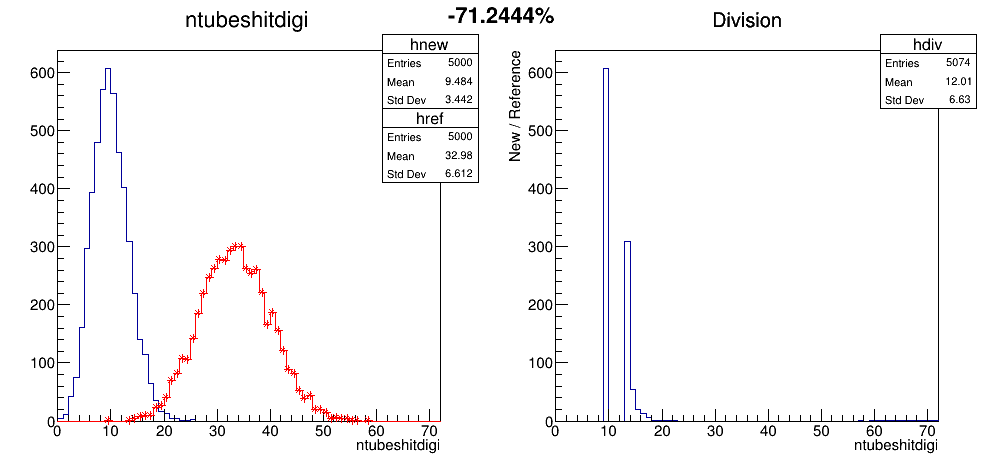 ntubeshitdigi
-71.2444%
Division
hnew
Entries 5000
Mean 9.484
Std Dev 3.442
href
Entries 5000
Mean 32.98
Std Dev 6.612
600
500
400
300
200
100
0
0 10 20 30 40 50 60 70
ntubeshitdigi
hdiv
Entries 5074
Mean 12.01
Std Dev 6.63
New / Reference
600
500
400
300
200
100
0
0 10 20 30 40 50 60 70
ntubeshitdigi